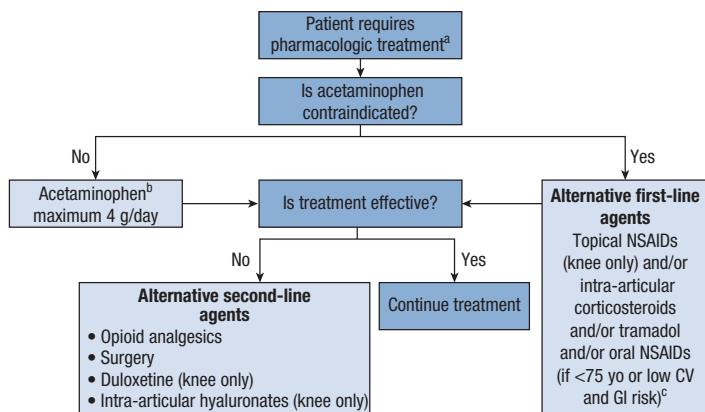 Patient requires
pharmacologic treatmentᵃ
Is acetaminophen
contraindicated?
No
Yes
Acetaminophenᵇ
maximum 4 g/day
Is treatment effective?
Alternative first-line
agents
Topical NSAIDs
(knee only) and/or
intra-articular
corticosteroids
and/or tramadol
and/or oral NSAIDs
(if <75 yo or low CV
and GI risk)ᶜ
No
Yes
Alternative second-line
agents
• Opioid analgesics
• Surgery
• Duloxetine (knee only)
• Intra-articular hyaluronates (knee only)
Continue treatment